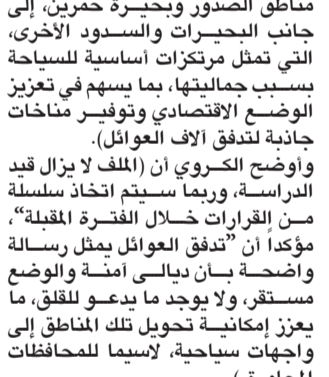 مناطق الصدور وبحيرة حمرين، إلى
جانب البحيرات والسدود الأخرى،
التي تمثل مرتكزات أساسية للسياحة
بسبب جماليتها، بما يسهم في تعزيز
الوضع الاقتصادي وتوفير مناخات
جاذبة لتدفق آلاف العوائل).
وأوضح الكروي أن (الملف لا يزال قيد
الدراسة، وربما سيتم اتخاذ سلسلة
من القرارات خلال الفترة المقبلة“،
مؤكداً أن ”تدفق العوائل يمثل رسالة
واضحة بأن ديالى آمنة والوضع
مستقر، ولا يوجد ما يدعو للقلق، ما
يعزز إمكانية تحويل تلك المناطق إلى
واجهات سياحية، لاسيما للمحافظات